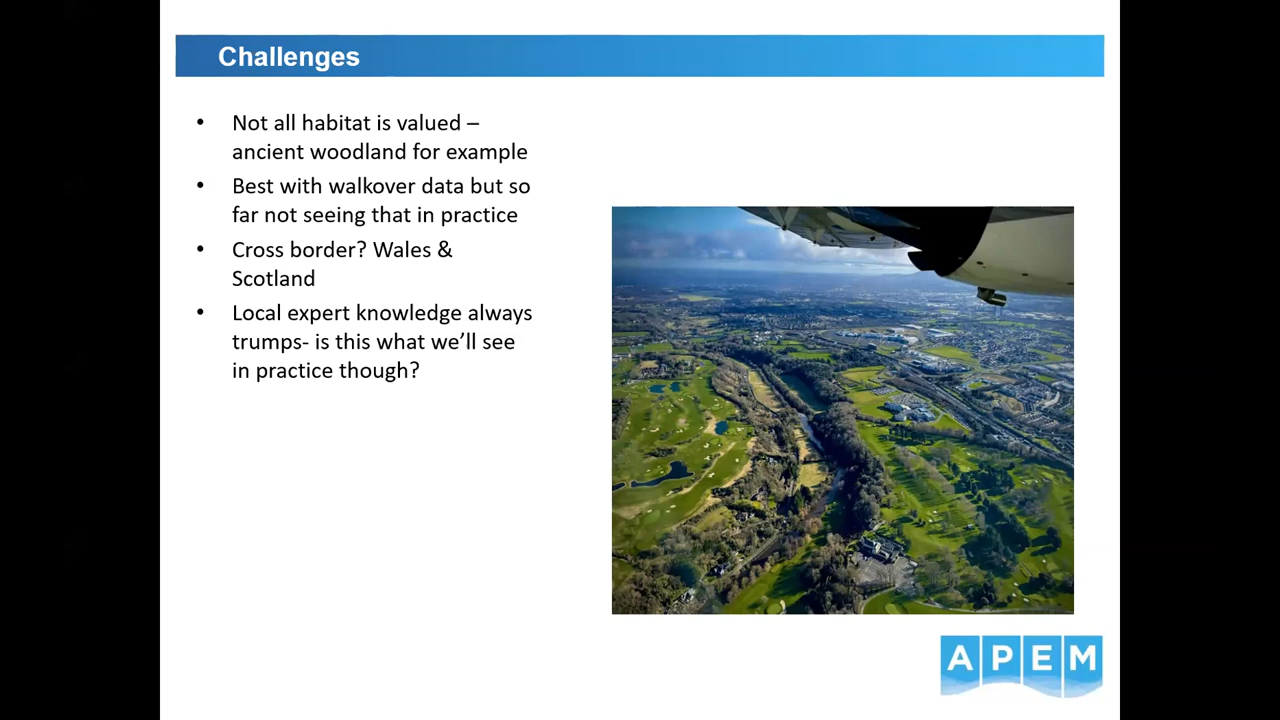 Challenges
• Not all habitat is valued –
ancient woodland for example
• Best with walkover data but so
far not seeing that in practice
• Cross border? Wales &
Scotland
• Local expert knowledge always
trumps- is this what we’ll see
in practice though?
APEM